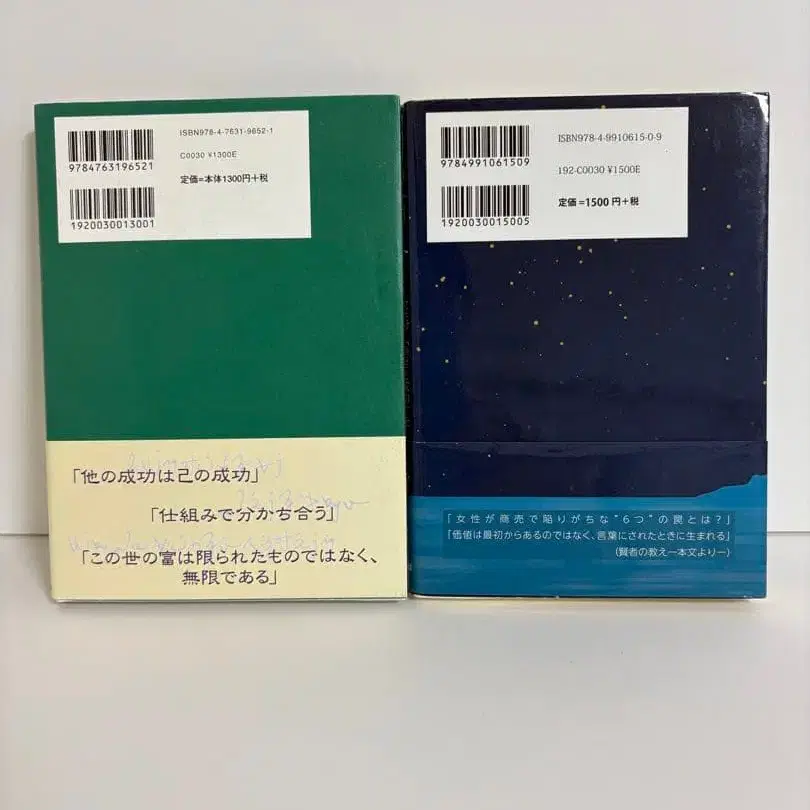 ISBN978-4-7631-9652-1
9784763196521
C0030 ¥1300E
定価=本体1300円+税
1920030013001
「他の成功は己の成功」
「仕組みで分かち合う」
「この世の富は限られたものではなく、
無限である」
ISBN978-4-9910615-0-9
9784991061509
192-C0030 ¥1500E
定価 =1500 円+税
1920030015005
「女性が商売で陥りがちな"6つ"の罠とは?」
「価値は最初からあるのではなく、言葉にされたときに生まれる」
(賢者の教えー本文よりー)